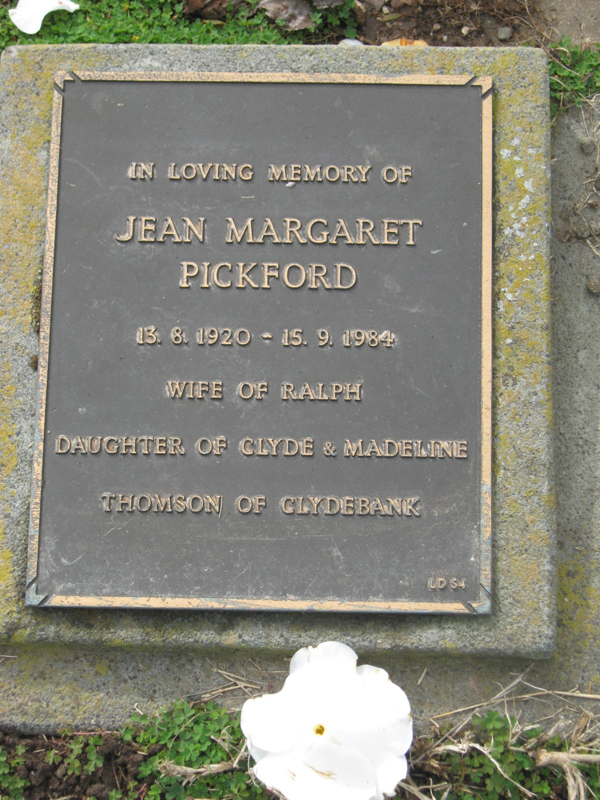 IN LOVING MEMORY OF
JEAN MARGARET
PICKFORD
13. 8. 1920 - 15. 9. 1984
WIFE OF RALPH
DAUGHTER OF CLYDE & MADELINE
THOMSON OF CLYDEBANK
LD 54